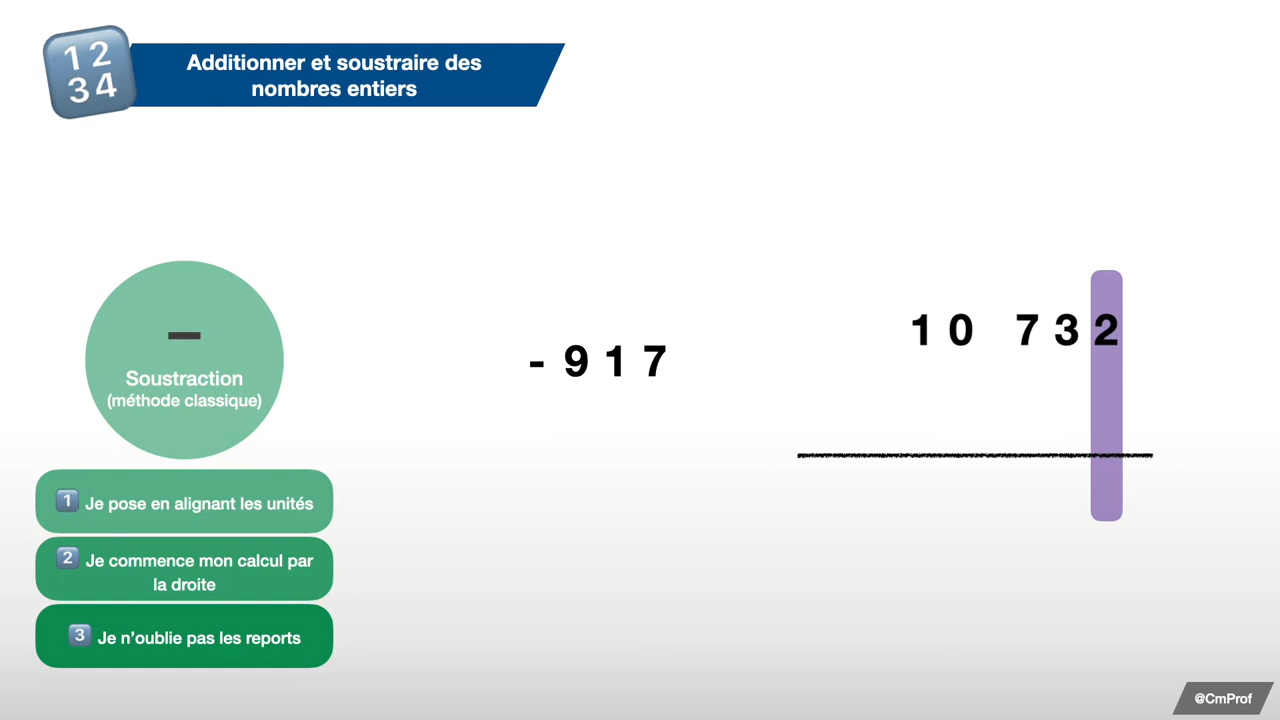 1 2
3 4
Additionner et soustraire des
nombres entiers
-
Soustraction
(méthode classique)
- 9 1 7
1 0 7 3 2
1 Je pose en alignant les unités
2 Je commence mon calcul par
la droite
3 Je n’oublie pas les reports
@CmProf